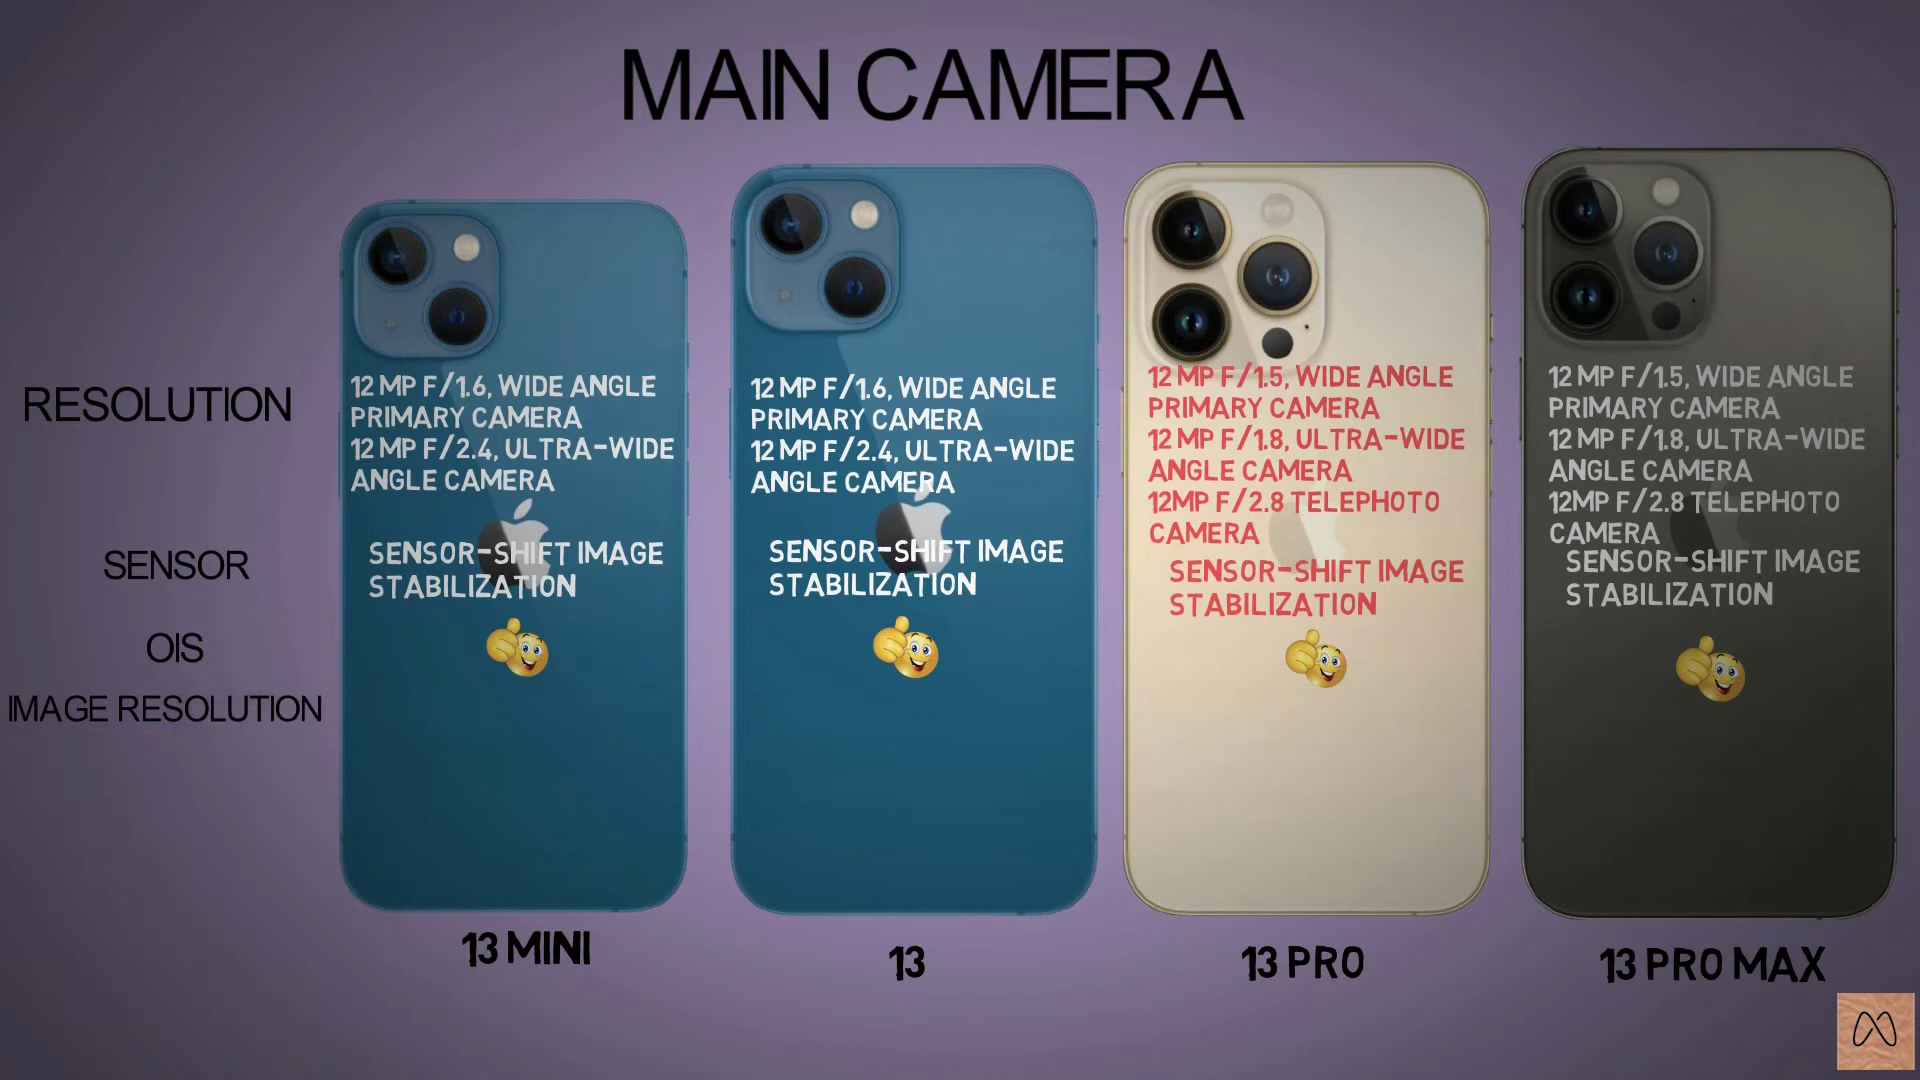 MAIN CAMERA
RESOLUTION
SENSOR
OIS
IMAGE RESOLUTION
12 MP F/1.6, WIDE ANGLE
PRIMARY CAMERA
12 MP F/2.4, ULTRA-WIDE
ANGLE CAMERA
SENSOR-SHIFT IMAGE
STABILIZATION
13 MINI
12 MP F/1.6, WIDE ANGLE
PRIMARY CAMERA
12 MP F/2.4, ULTRA-WIDE
ANGLE CAMERA
SENSOR-SHIFT IMAGE
STABILIZATION
13
12 MP F/1.5, WIDE ANGLE
PRIMARY CAMERA
12 MP F/1.8, ULTRA-WIDE
ANGLE CAMERA
12MP F/2.8 TELEPHOTO
CAMERA
SENSOR-SHIFT IMAGE
STABILIZATION
13 PRO
12 MP F/1.5, WIDE ANGLE
PRIMARY CAMERA
12 MP F/1.8, ULTRA-WIDE
ANGLE CAMERA
12MP F/2.8 TELEPHOTO
CAMERA
SENSOR-SHIFT IMAGE
STABILIZATION
13 PRO MAX